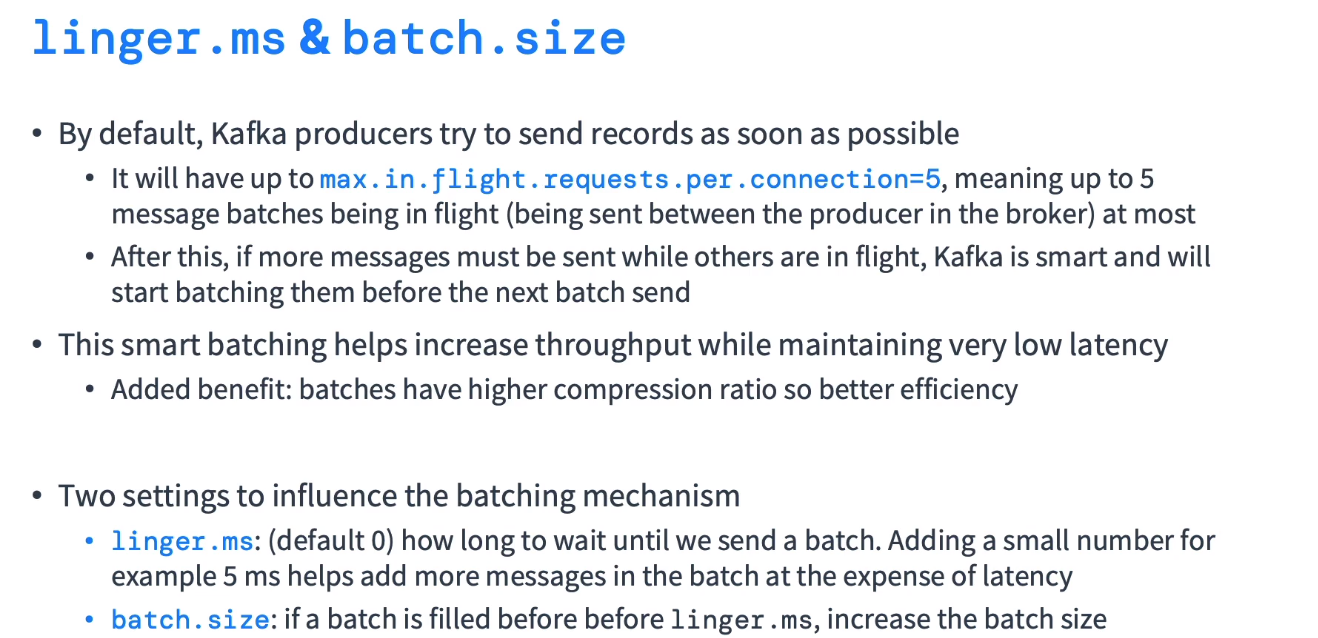 linger.ms & batch.size
• By default, Kafka producers try to send records as soon as possible
• It will have up to max.in.flight.requests.per.connection=5, meaning up to 5
message batches being in flight (being sent between the producer in the broker) at most
• After this, if more messages must be sent while others are in flight, Kafka is smart and will
start batching them before the next batch send
• This smart batching helps increase throughput while maintaining very low latency
• Added benefit: batches have higher compression ratio so better efficiency
• Two settings to influence the batching mechanism
• linger.ms: (default 0) how long to wait until we send a batch. Adding a small number for
example 5 ms helps add more messages in the batch at the expense of latency
• batch.size: if a batch is filled before before linger.ms, increase the batch size